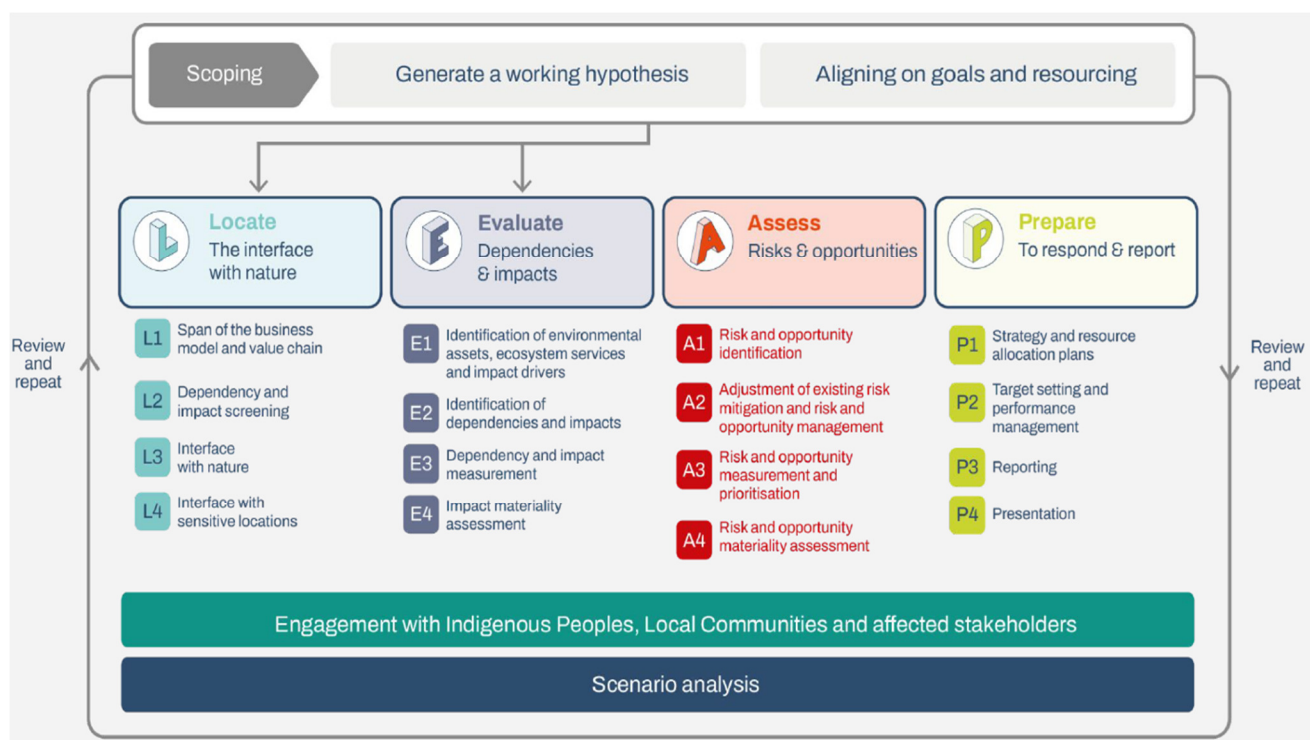 Scoping
Generate a working hypothesis
Aligning on goals and resourcing
L
Locate
The interface
with nature
E
Evaluate
Dependencies
& impacts
A
Assess
Risks & opportunities
P
Prepare
To respond & report
L1
Span of the business
model and value chain
L2
Dependency and
impact screening
L3
Interface
with nature
L4
Interface with
sensitive locations
E1
Identification of environmental
assets, ecosystem services
and impact drivers
E2
Identification of
dependencies and impacts
E3
Dependency and impact
measurement
E4
Impact materiality
assessment
A1
Risk and opportunity
identification
A2
Adjustment of existing risk
mitigation and risk and
opportunity management
A3
Risk and opportunity
measurement and
prioritisation
A4
Risk and opportunity
materiality assessment
P1
Strategy and resource
allocation plans
P2
Target setting and
performance
management
P3
Reporting
P4
Presentation
Review
and
repeat
Review
and
repeat
Engagement with Indigenous Peoples, Local Communities and affected stakeholders
Scenario analysis